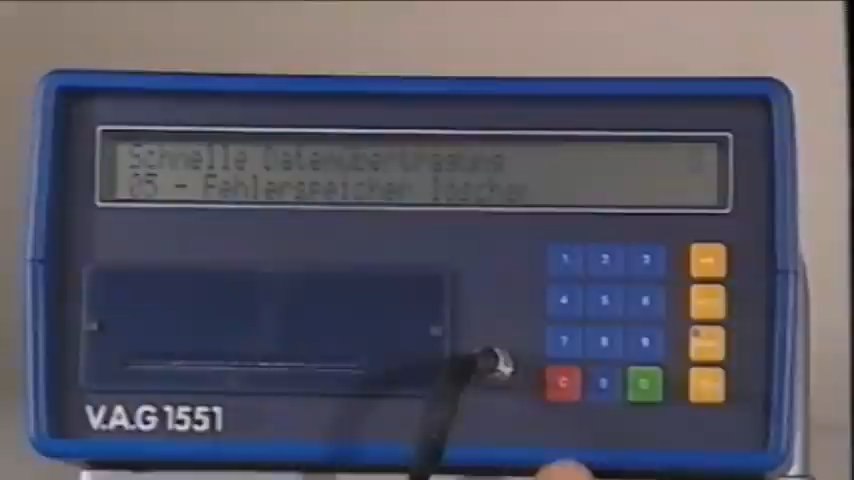 Schnelle Datenübertragung
05 - Fehlerspeicher löschen
1 2 3
4 5 6
7 8 9
C 0 Q
V.A.G 1551